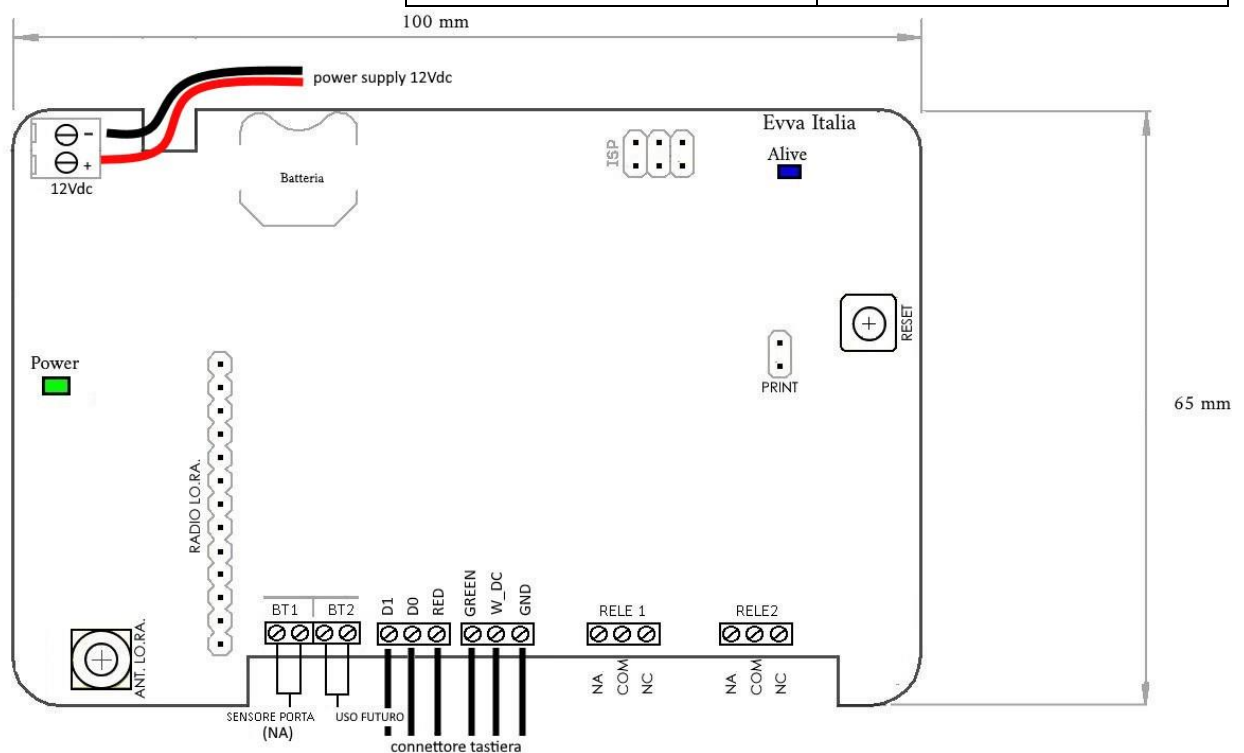 100 mm
power supply 12Vdc
-
+
12Vdc
Batteria
ISP
Evva Italia
Alive
RESET
Power
PRINT
65 mm
RADIO LO.RA.
ANT. LO.RA.
BT1
BT2
D1
D0
RED
GREEN
W_DC
GND
RELE 1
RELE2
NA
COM
NC
NA
COM
NC
SENSORE PORTA
(NA)
USO FUTURO
connettore tastiera